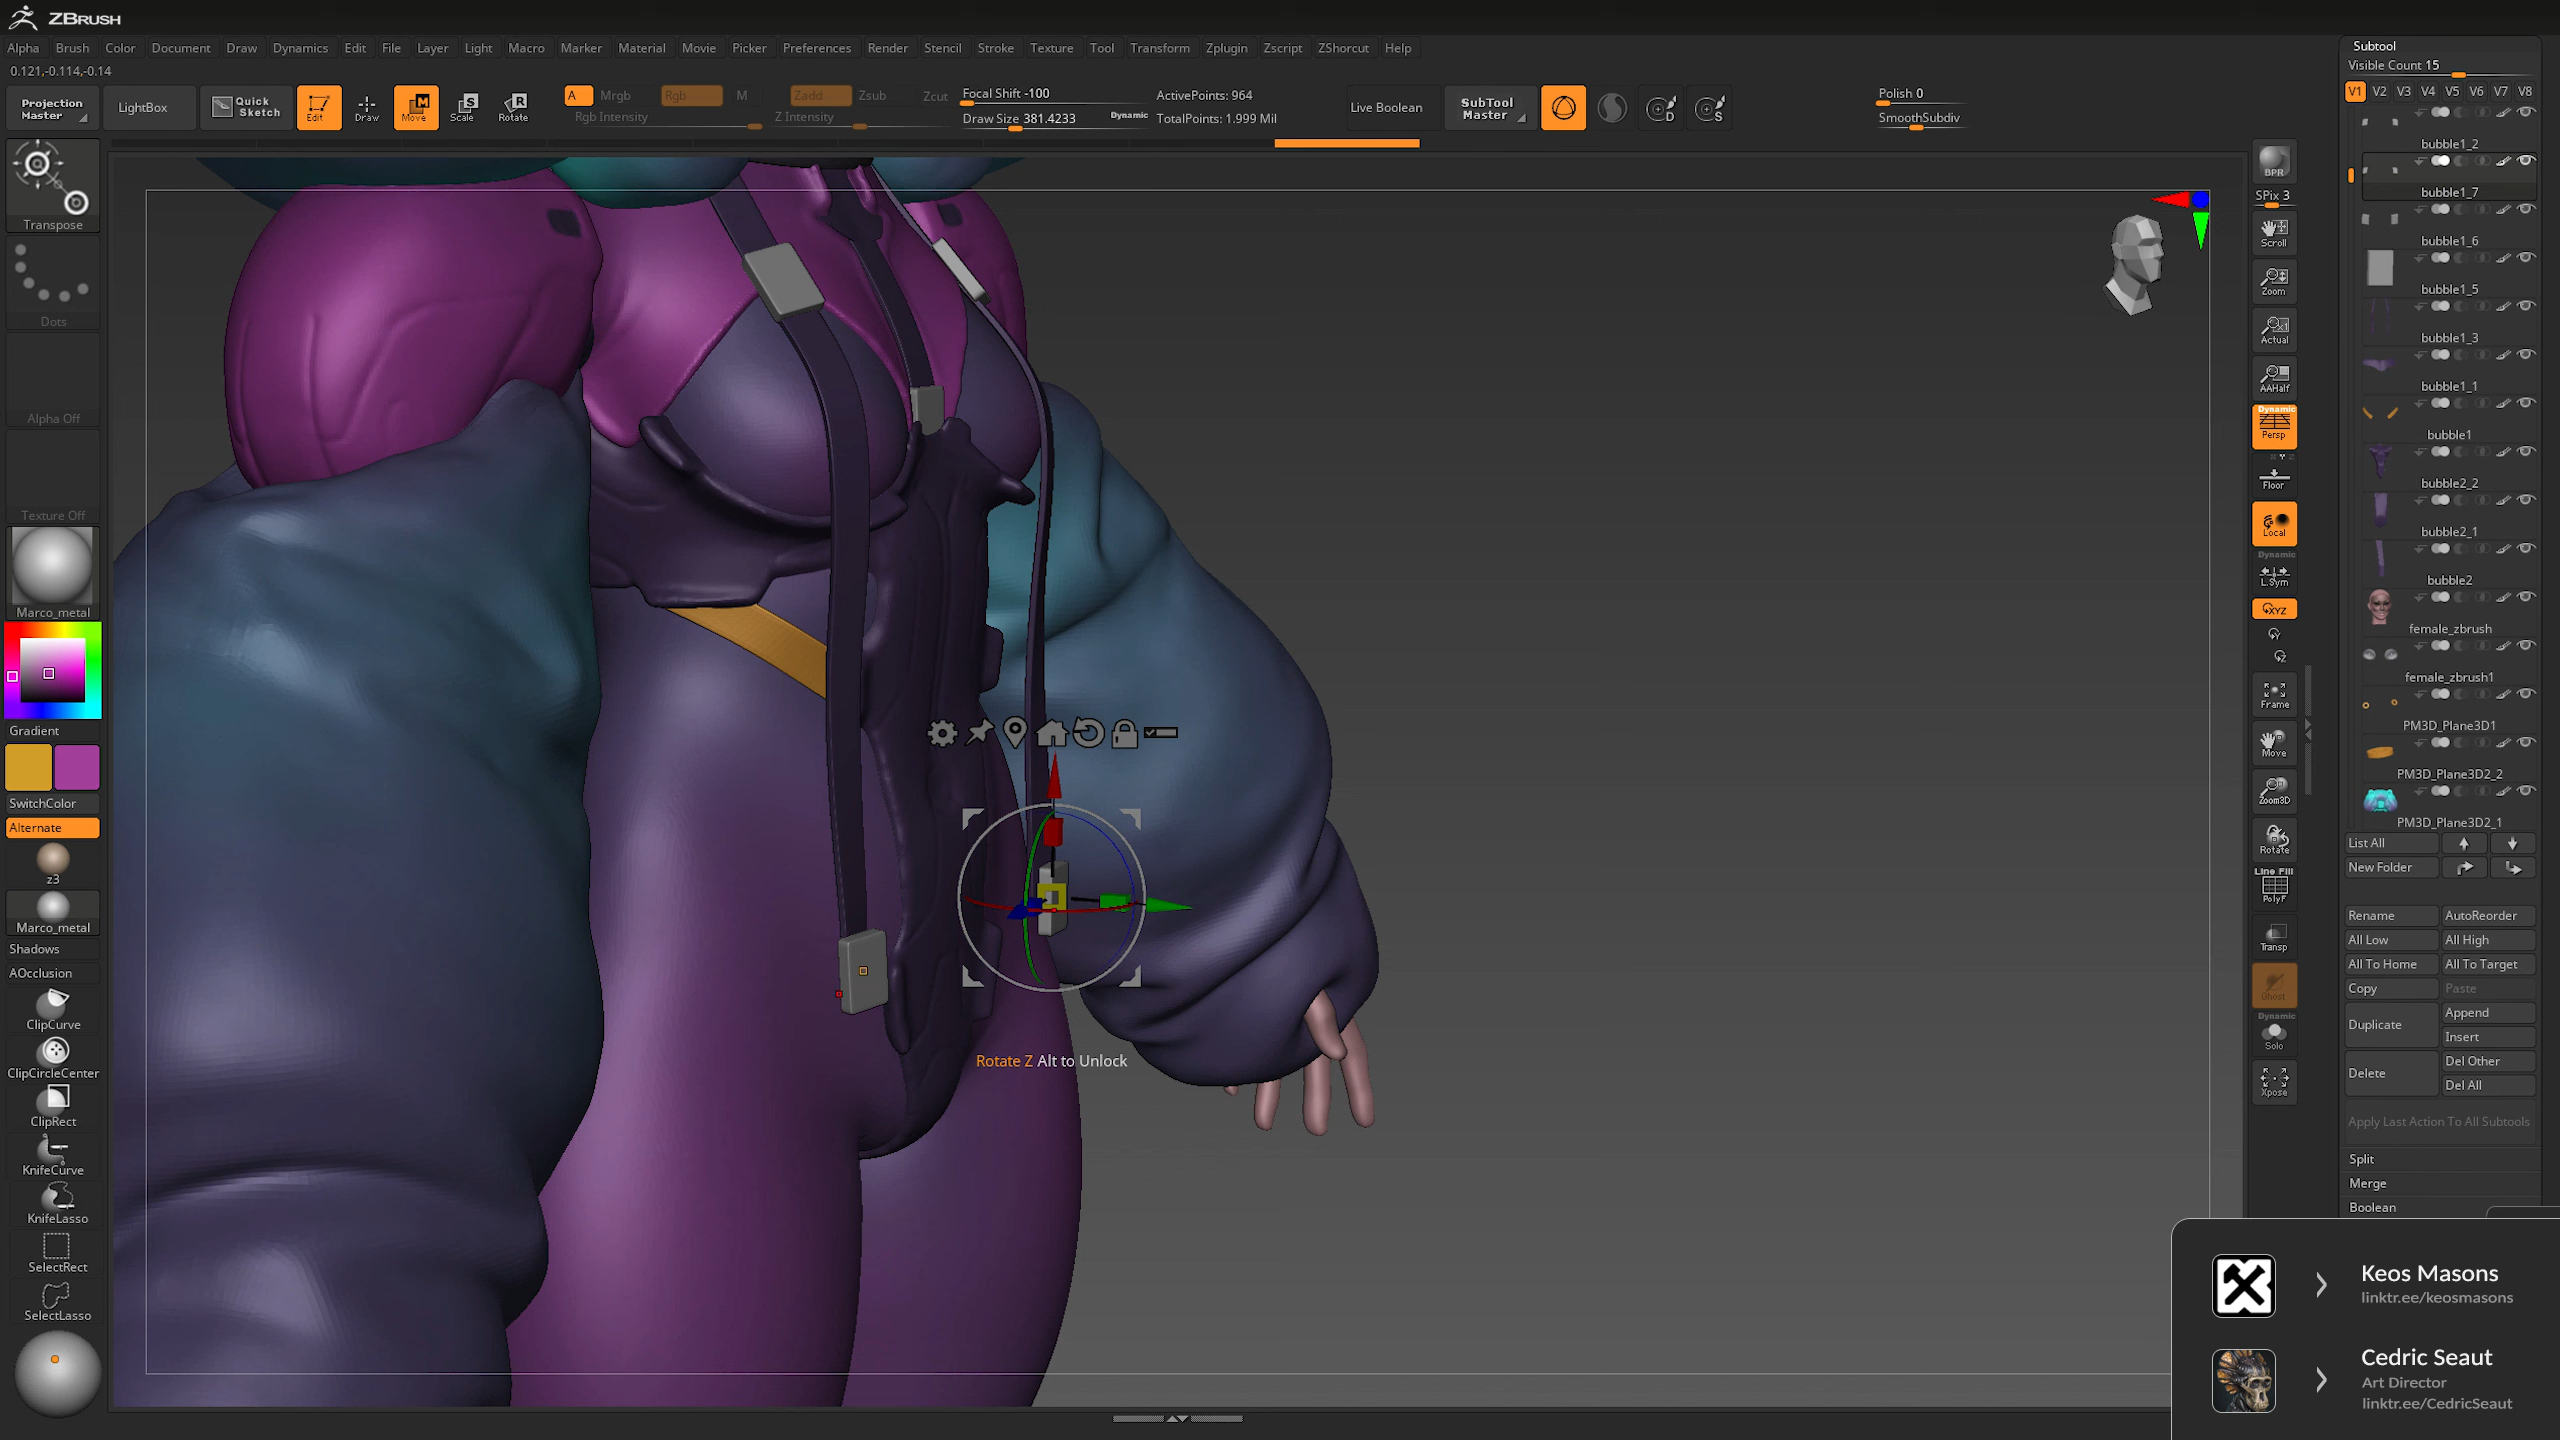 ZBRUSH
Alpha Brush Color Document Draw Dynamics Edit File Layer Light Macro Marker Material Movie Picker Preferences Render Stencil Stroke Texture Tool Transform Zplugin Zscript ZShorcut Help
0.121,-0.114,-0.14
Projection Master
LightBox
Quick Sketch
Edit
Draw
Move
Scale
Rotate
A Mrgb Rgb M
Rgb Intensity
Zadd Zsub Zcut
Z Intensity
Focal Shift -100
Draw Size 381.4233
Dynamic
ActivePoints: 964
TotalPoints: 1.999 Mil
Live Boolean
SubTool Master
D
S
Polish 0
SmoothSubdiv
Transpose
Dots
Alpha Off
Texture Off
Marco_metal
Gradient
SwitchColor
Alternate
z3
Marco_metal
Shadows
AOcclusion
ClipCurve
ClipCircleCenter
ClipRect
KnifeCurve
KnifeLasso
SelectRect
SelectLasso
Rotate Z Alt to Unlock
BPR
SPix 3
Scroll
Zoom
Actual
AAHalf
Dynamic
Persp
Floor
Local
Dynamic
L.Sym
XYZ
Frame
Move
Zoom3D
Rotate
Line Fill
PolyF
Transp
Ghost
Dynamic
Solo
Xpose
Subtool
Visible Count 15
V1 V2 V3 V4 V5 V6 V7 V8
bubble1_2
bubble1_7
bubble1_6
bubble1_5
bubble1_3
bubble1_1
bubble1
bubble2_2
bubble2_1
bubble2
female_zbrush
female_zbrush1
PM3D_Plane3D1
PM3D_Plane3D2_2
PM3D_Plane3D2_1
List All
New Folder
Rename AutoReorder
All Low All High
All To Home All To Target
Copy Paste
Duplicate Append
Insert
Delete Del Other
Del All
Apply Last Action To All Subtools
Split
Merge
Boolean
Keos Masons
linktr.ee/keosmasons
Cedric Seaut
Art Director
linktr.ee/CedricSeaut